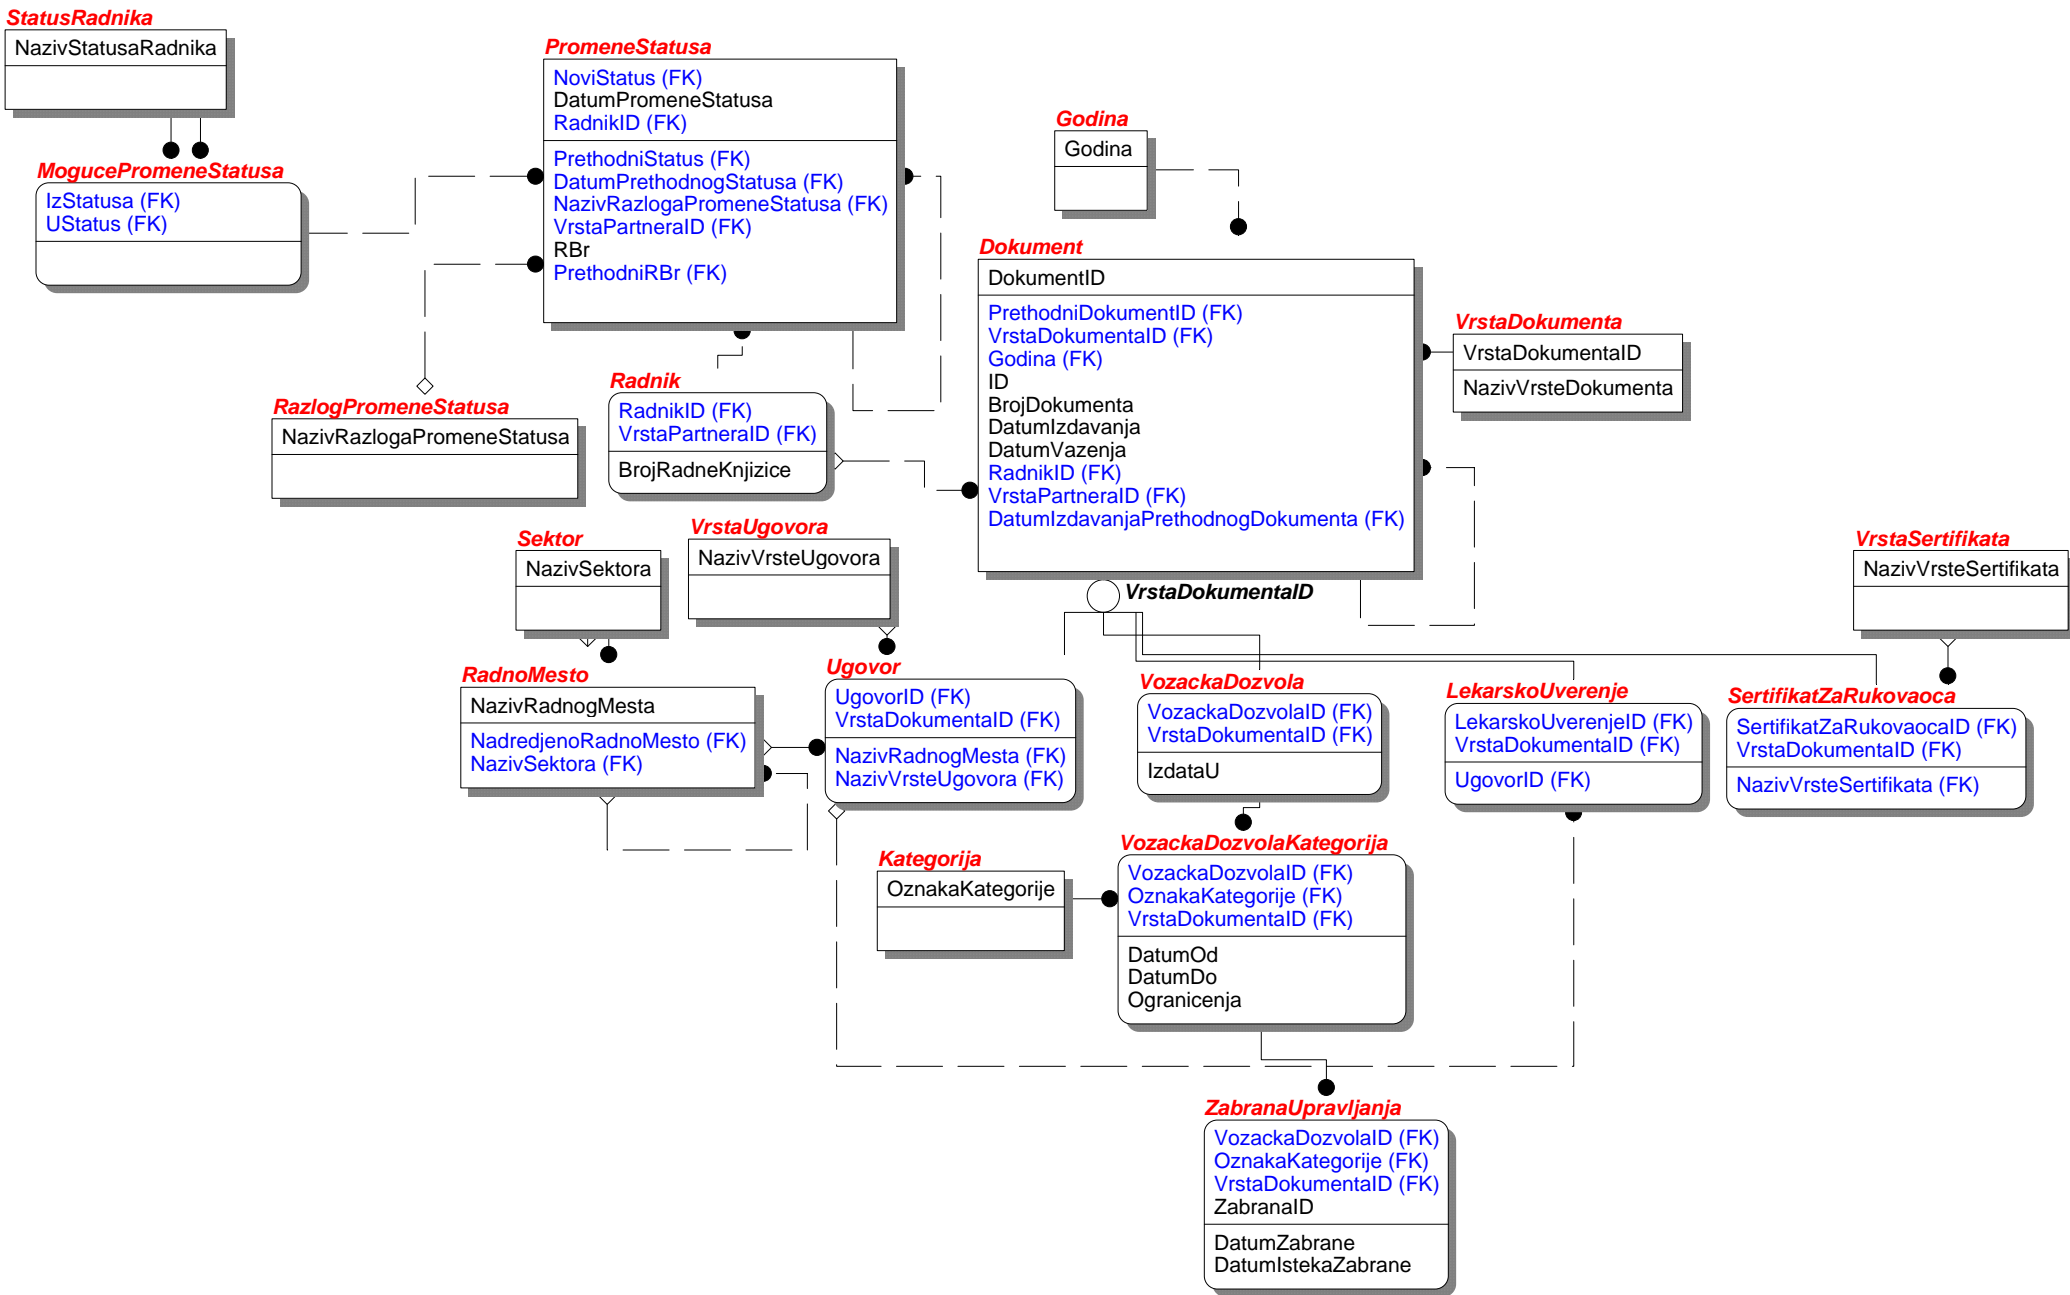 StatusRadnika
NazivStatusaRadnika
MogucePromeneStatusa
IzStatusa (FK)
UStatus (FK)
PromeneStatusa
NoviStatus (FK)
DatumPromeneStatusa
RadnikID (FK)
PrethodniStatus (FK)
DatumPrethodnogStatusa (FK)
NazivRazlogaPromeneStatusa (FK)
VrstaPartneraID (FK)
RBr
PrethodniRBr (FK)
Godina
Godina
Dokument
DokumentID
PrethodniDokumentID (FK)
VrstaDokumentaID (FK)
Godina (FK)
ID
BrojDokumenta
DatumIzdavanja
DatumVazenja
RadnikID (FK)
VrstaPartneraID (FK)
DatumIzdavanjaPrethodnogDokumenta (FK)
VrstaDokumenta
VrstaDokumentaID
NazivVrsteDokumenta
RazlogPromeneStatusa
NazivRazlogaPromeneStatusa
Radnik
RadnikID (FK)
VrstaPartneraID (FK)
BrojRadneKnjizice
Sektor
NazivSektora
VrstaUgovora
NazivVrsteUgovora
VrstaDokumentaID
VrstaSertifikata
NazivVrsteSertifikata
RadnoMesto
NazivRadnogMesta
NadredjenoRadnoMesto (FK)
NazivSektora (FK)
Ugovor
UgovorID (FK)
VrstaDokumentaID (FK)
NazivRadnogMesta (FK)
NazivVrsteUgovora (FK)
VozackaDozvola
VozackaDozvolaID (FK)
VrstaDokumentaID (FK)
IzdataU
LekarskoUverenje
LekarskoUverenjeID (FK)
VrstaDokumentaID (FK)
UgovorID (FK)
SertifikatZaRukovaoca
SertifikatZaRukovaocaID (FK)
VrstaDokumentaID (FK)
NazivVrsteSertifikata (FK)
Kategorija
OznakaKategorije
VozackaDozvolaKategorija
VozackaDozvolaID (FK)
OznakaKategorije (FK)
VrstaDokumentaID (FK)
DatumOd
DatumDo
Ogranicenja
ZabranaUpravljanja
VozackaDozvolaID (FK)
OznakaKategorije (FK)
VrstaDokumentaID (FK)
ZabranaID
DatumZabrane
DatumIstekaZabrane